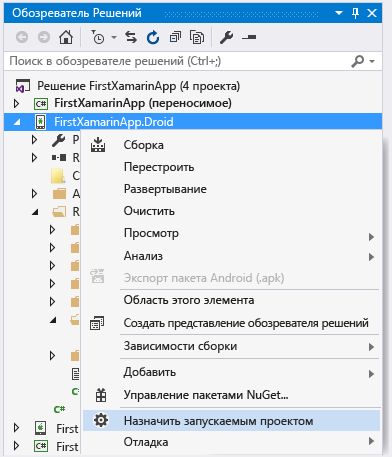 Обозреватель Решений
Поиск в обозревателе решений (Ctrl+;)
Решение FirstXamarinApp (4 проекта)
C# FirstXamarinApp (переносимое)
FirstXamarinApp.Droid
P
R
C
A
R
C#
C#
First
C# First
Сборка
Перестроить
Развертывание
Очистить
Просмотр
Анализ
Экспорт пакета Android (.apk)
Область этого элемента
Создать представление обозревателя решений
Зависимости сборки
Добавить
Управление пакетами NuGet...
Назначить запускаемым проектом
Отладка